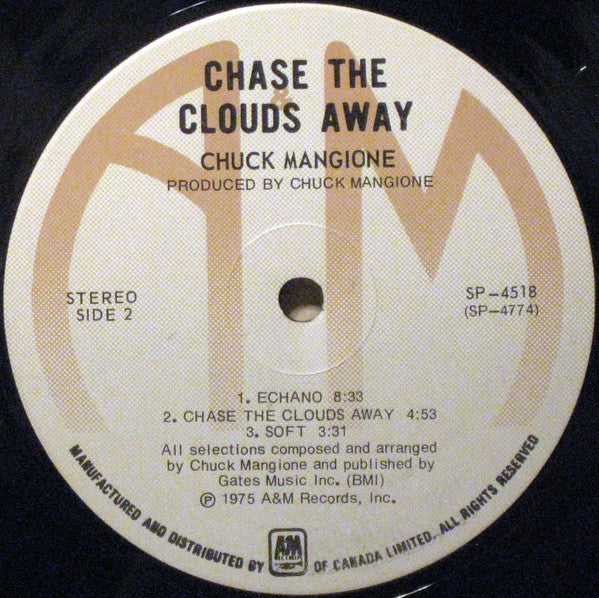 CHASE THE
&
CLOUDS AWAY
CHUCK MANGIONE
PRODUCED BY CHUCK MANGIONE
STEREO
SIDE 2
SP-4518
(SP-4774)
1. ECHANO 8:33
2. CHASE THE CLOUDS AWAY 4:53
3. SOFT 3:31
All selections composed and arranged
by Chuck Mangione and published by
Gates Music Inc. (BMI)
℗ 1975 A&M Records, Inc.
MANUFACTURED AND DISTRIBUTED BY A&M RECORDS OF CANADA LIMITED. ALL RIGHTS RESERVED